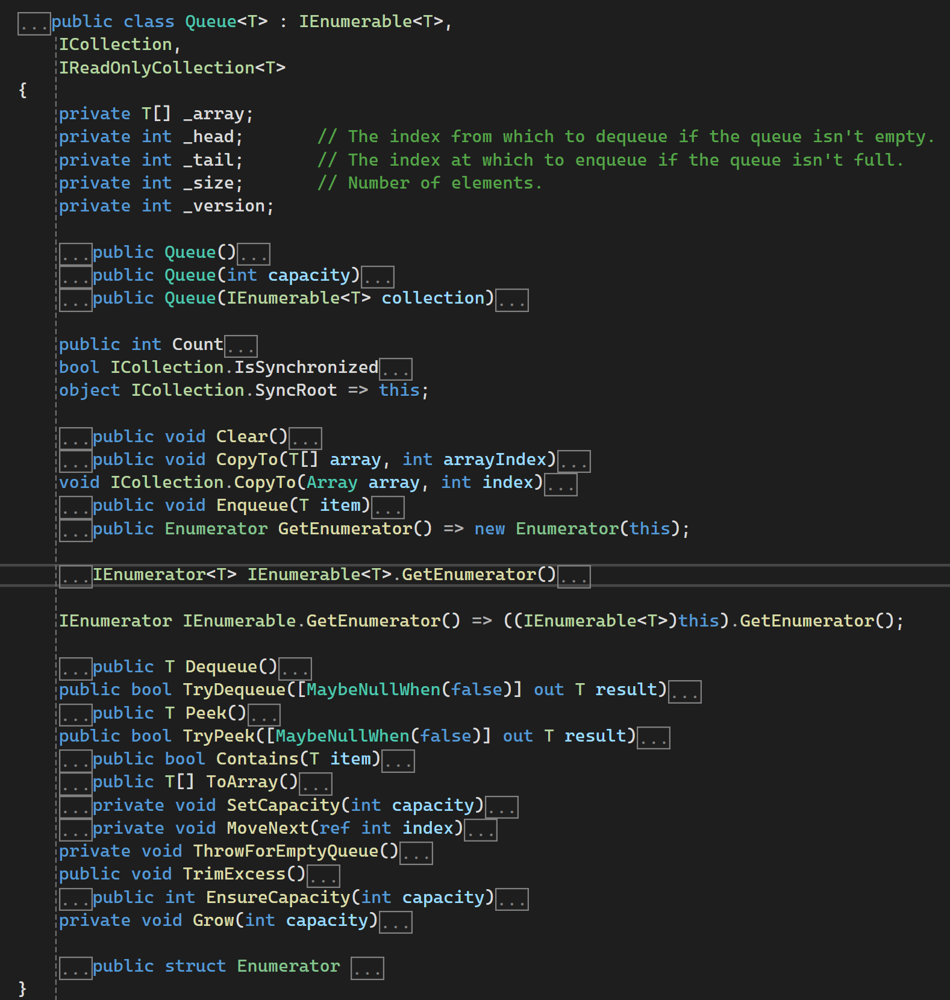 ...public class Queue<T> : IEnumerable<T>,
ICollection,
IReadOnlyCollection<T>
{
private T[] _array;
private int _head; // The index from which to dequeue if the queue isn't empty.
private int _tail; // The index at which to enqueue if the queue isn't full.
private int _size; // Number of elements.
private int _version;
...public Queue()...
...public Queue(int capacity)...
...public Queue(IEnumerable<T> collection)...
public int Count...
bool ICollection.IsSynchronized...
object ICollection.SyncRoot => this;
...public void Clear()...
...public void CopyTo(T[] array, int arrayIndex)...
void ICollection.CopyTo(Array array, int index)...
...public void Enqueue(T item)...
...public Enumerator GetEnumerator() => new Enumerator(this);
...IEnumerator<T> IEnumerable<T>.GetEnumerator()...
IEnumerator IEnumerable.GetEnumerator() => ((IEnumerable<T>)this).GetEnumerator();
...public T Dequeue()...
public bool TryDequeue([MaybeNullWhen(false)] out T result)...
...public T Peek()...
public bool TryPeek([MaybeNullWhen(false)] out T result)...
...public bool Contains(T item)...
...public T[] ToArray()...
...private void SetCapacity(int capacity)...
...private void MoveNext(ref int index)...
private void ThrowForEmptyQueue()...
public void TrimExcess()...
...public int EnsureCapacity(int capacity)...
private void Grow(int capacity)...
...public struct Enumerator ...
}